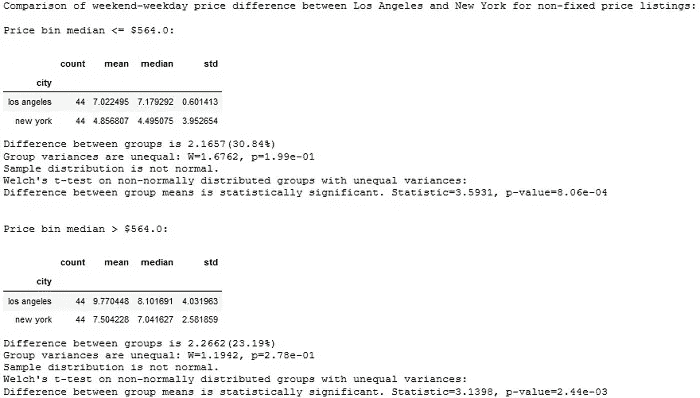 Comparison of weekend-weekday price difference between Los Angeles and New York for non-fixed price listings:
Price bin median <= $564.0:
count mean median std
city
los angeles 44 7.022495 7.179292 0.601413
new york 44 4.856807 4.495075 3.952654
Difference between groups is 2.1657(30.84%)
Group variances are unequal: W=1.6762, p=1.99e-01
Sample distribution is not normal.
Welch's t-test on non-normally distributed groups with unequal variances:
Difference between group means is statistically significant. Statistic=3.5931, p-value=8.06e-04
Price bin median > $564.0:
count mean median std
city
los angeles 44 9.770448 8.101691 4.031963
new york 44 7.504228 7.041627 2.581859
Difference between groups is 2.2662(23.19%)
Group variances are unequal: W=1.1942, p=2.78e-01
Sample distribution is not normal.
Welch's t-test on non-normally distributed groups with unequal variances:
Difference between group means is statistically significant. Statistic=3.1398, p-value=2.44e-03